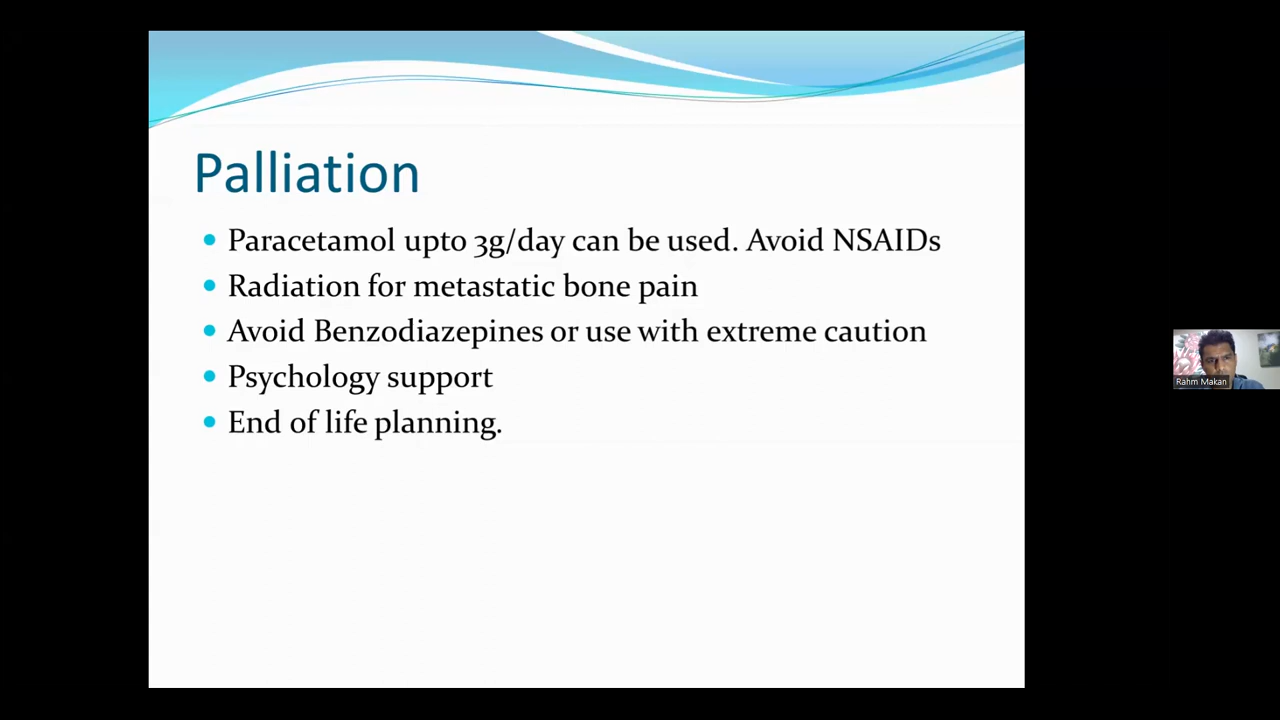 Palliation
Paracetamol upto 3g/day can be used. Avoid NSAIDs
Radiation for metastatic bone pain
Avoid Benzodiazepines or use with extreme caution
Psychology support
End of life planning.
Rahm Makan